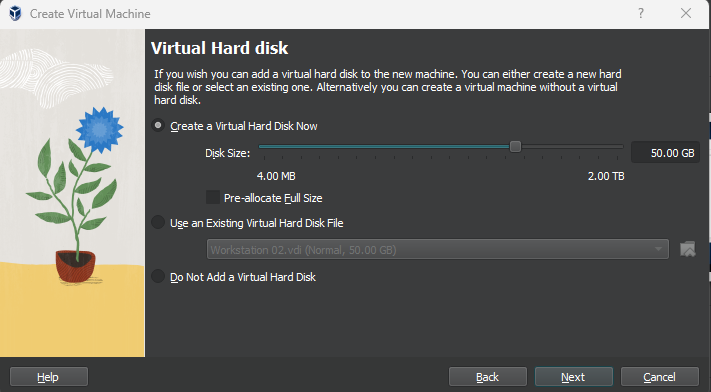 Create Virtual Machine
Virtual Hard disk
If you wish you can add a virtual hard disk to the new machine. You can either create a new hard
disk file or select an existing one. Alternatively you can create a virtual machine without a virtual
hard disk.
Create a Virtual Hard Disk Now
Disk Size:
50.00 GB
4.00 MB 2.00 TB
Pre-allocate Full Size
Use an Existing Virtual Hard Disk File
Workstation 02.vdi (Normal, 50.00 GB)
Do Not Add a Virtual Hard Disk
Help Back Next Cancel